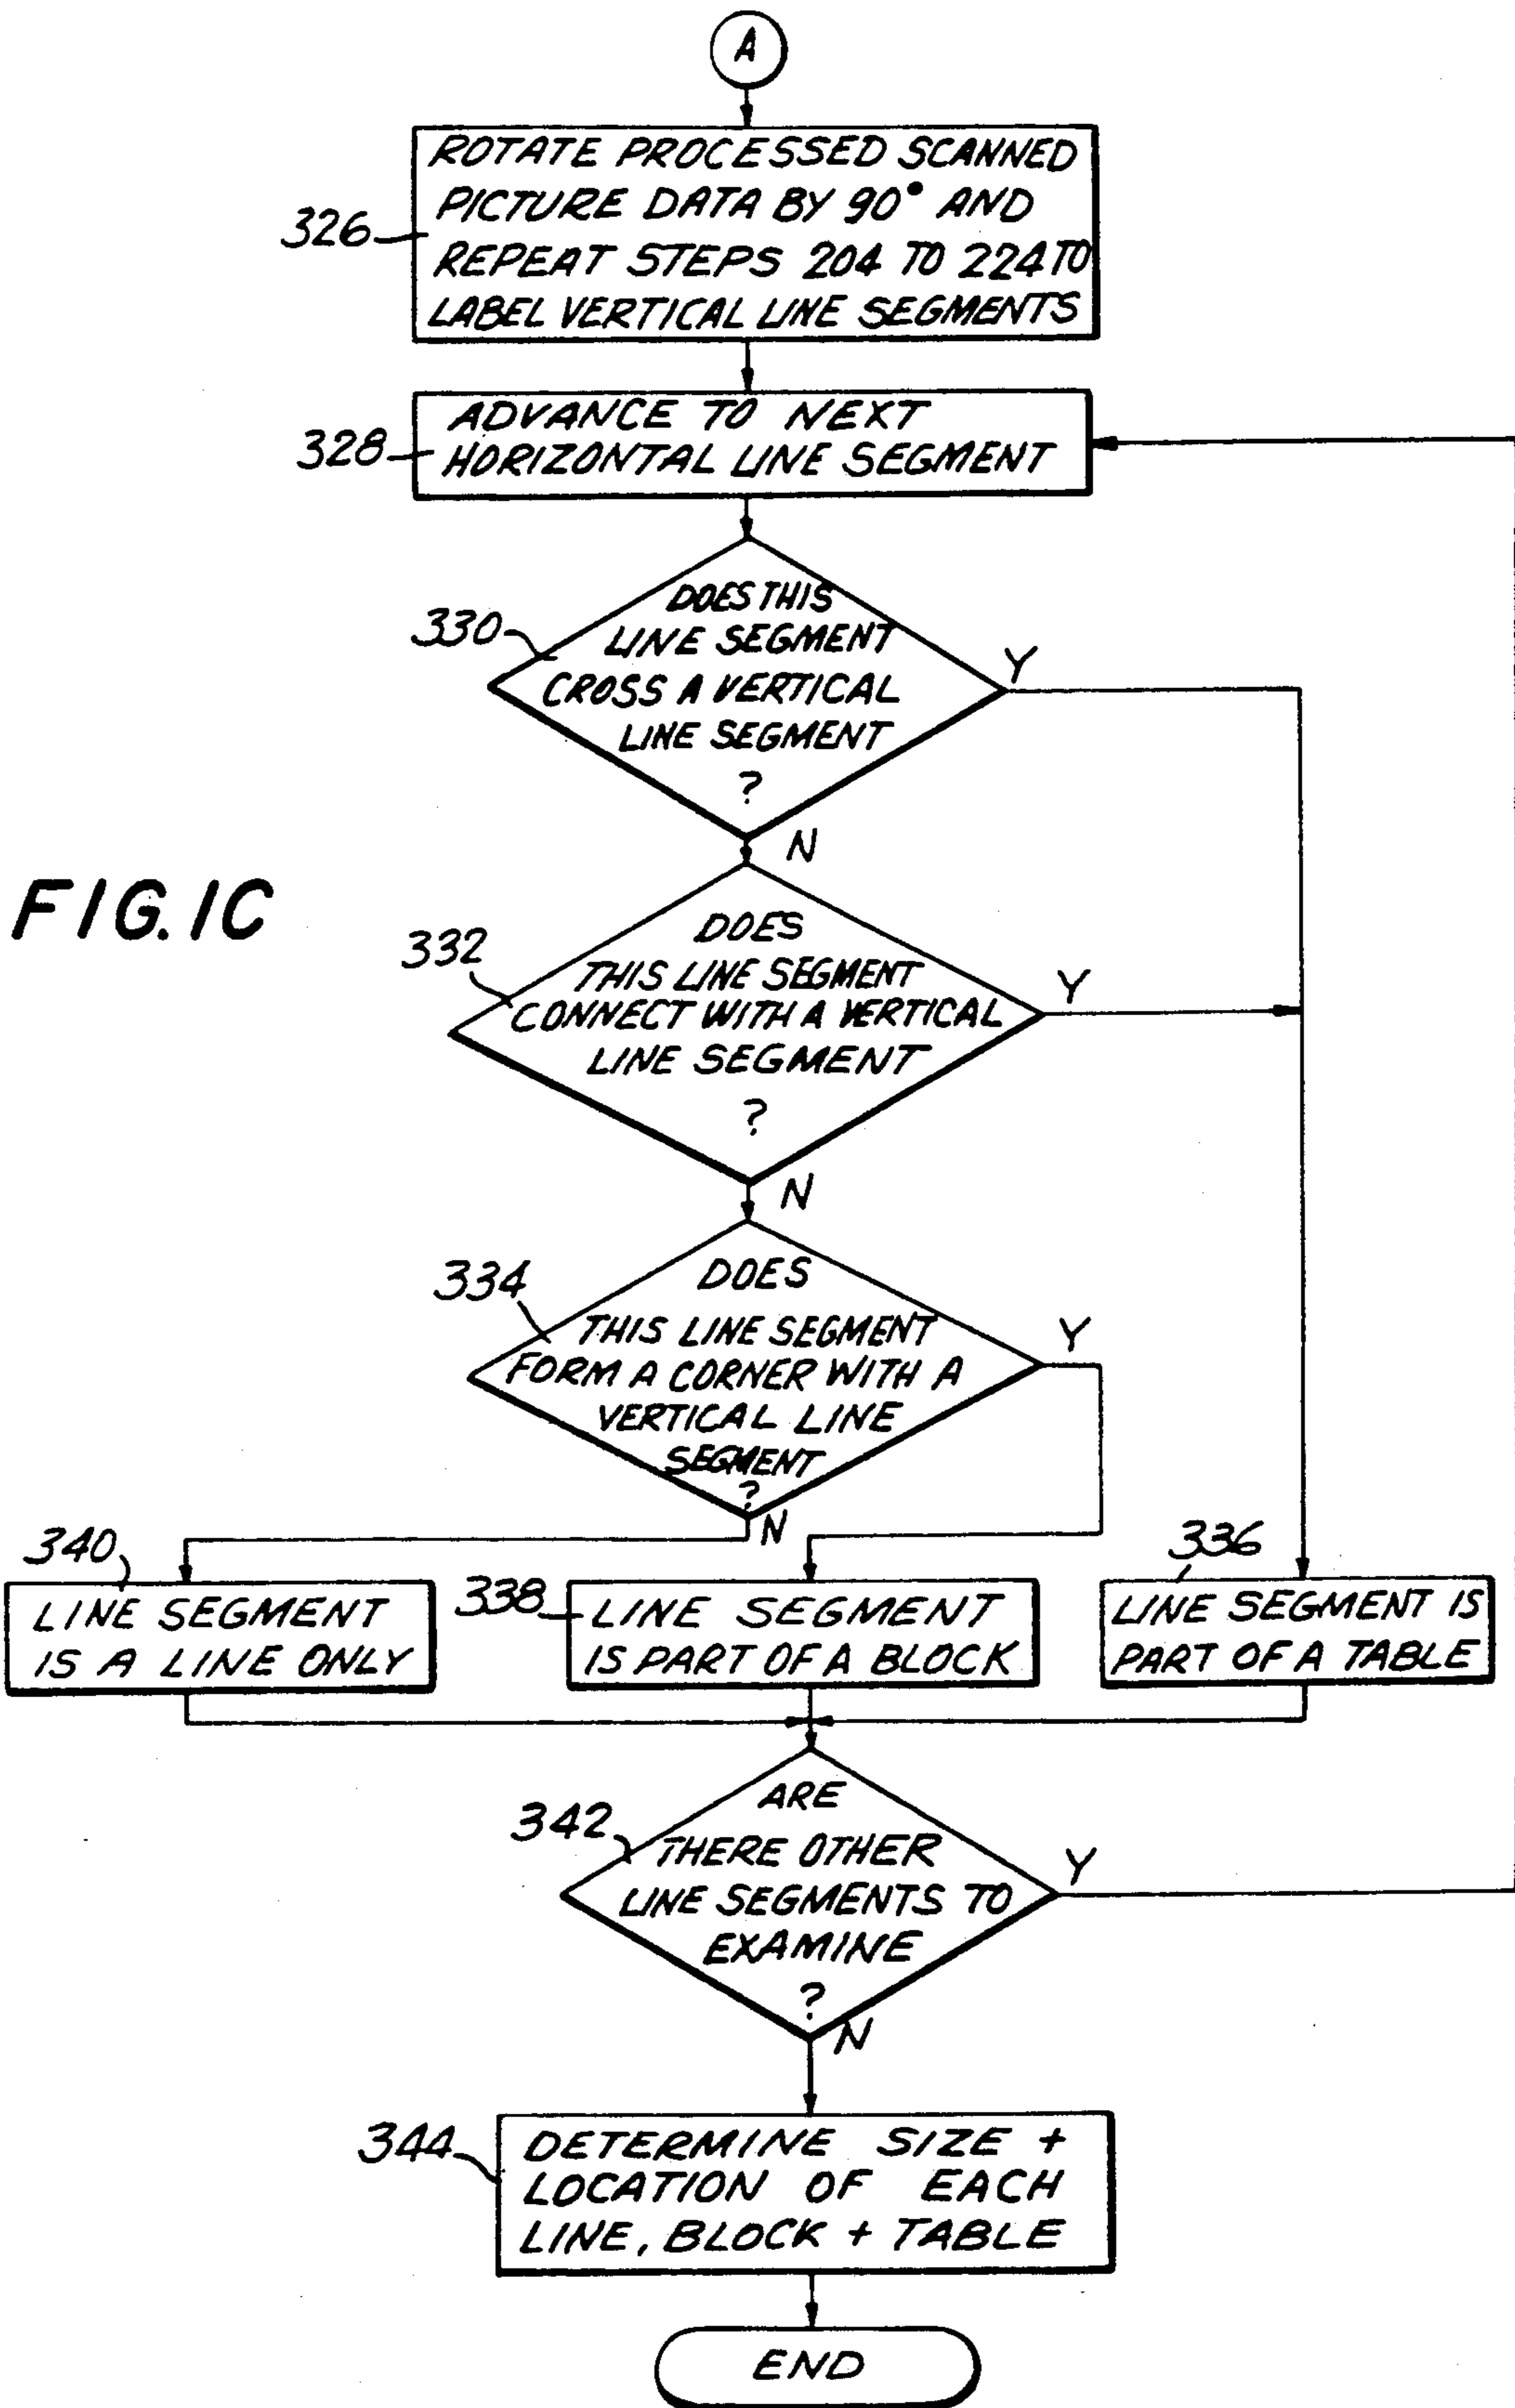 A
ROTATE PROCESSED SCANNED
PICTURE DATA BY 90° AND
REPEAT STEPS 204 TO 224 TO
LABEL VERTICAL LINE SEGMENTS
326
ADVANCE TO NEXT
HORIZONTAL LINE SEGMENT
328
330
DOES THIS
LINE SEGMENT
CROSS A VERTICAL
LINE SEGMENT
?
Y
N
FIG. 1C
332
DOES
THIS LINE SEGMENT
CONNECT WITH A VERTICAL
LINE SEGMENT
?
Y
N
334
DOES
THIS LINE SEGMENT
FORM A CORNER WITH A
VERTICAL LINE
SEGMENT
?
Y
N
340
LINE SEGMENT
IS A LINE ONLY
338
LINE SEGMENT
IS PART OF A BLOCK
336
LINE SEGMENT IS
PART OF A TABLE
342
ARE
THERE OTHER
LINE SEGMENTS TO
EXAMINE
?
Y
N
344
DETERMINE SIZE +
LOCATION OF EACH
LINE, BLOCK + TABLE
END